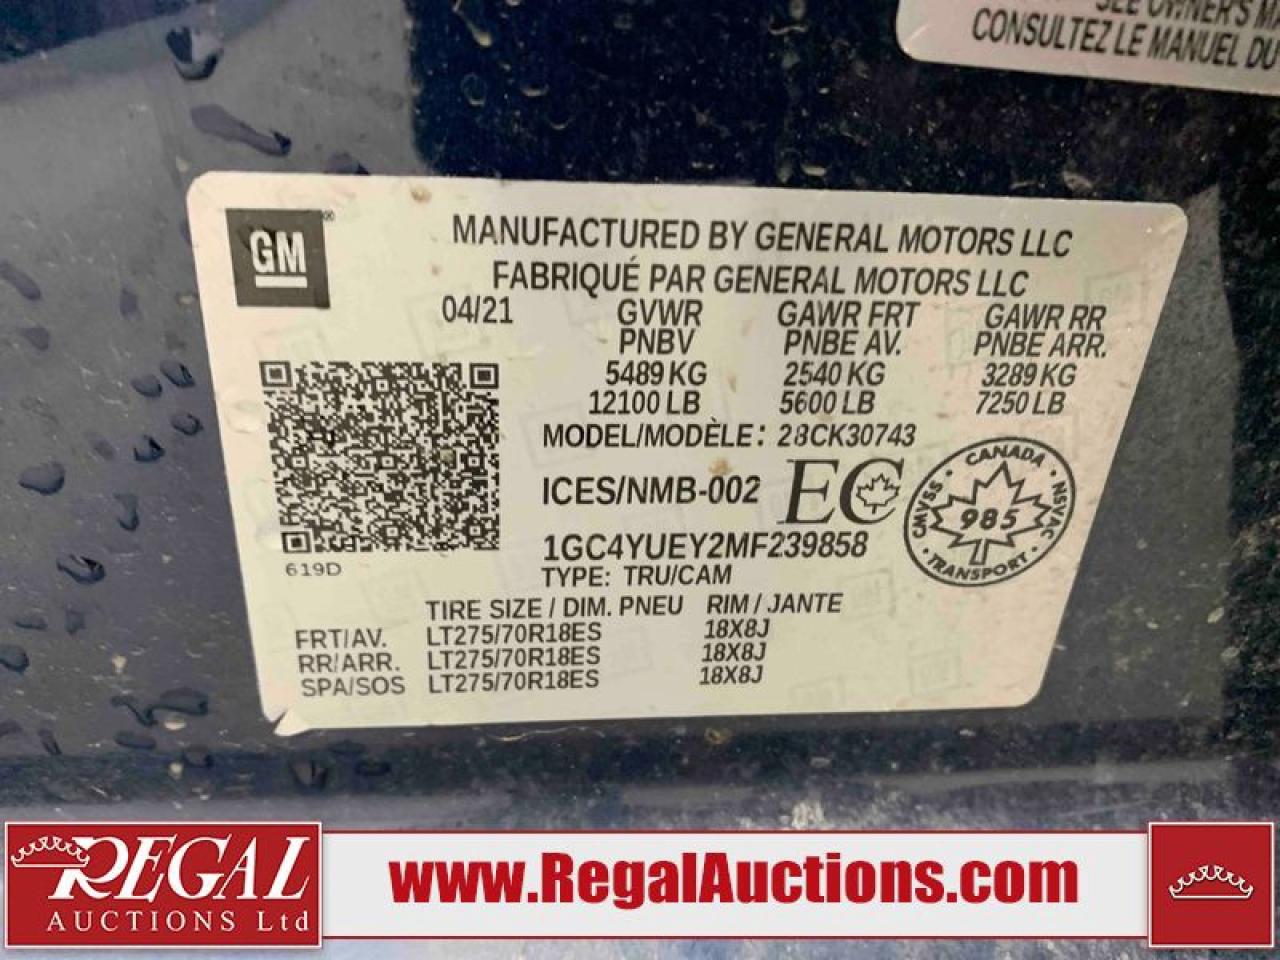 SEE OWNER'S
CONSULTEZ LE MANUEL DU
GM ®
MANUFACTURED BY GENERAL MOTORS LLC
FABRIQUÉ PAR GENERAL MOTORS LLC
04/21 GVWR GAWR FRT GAWR RR
PNBV PNBE AV. PNBE ARR.
5489 KG 2540 KG 3289 KG
12100 LB 5600 LB 7250 LB
MODEL/MODÈLE: 28CK30743
ICES/NMB-002 EC
CANADA
CMVSS 985 NSVAC
TRANSPORT
1GC4YUEY2MF239858
619D
TYPE: TRU/CAM
TIRE SIZE / DIM. PNEU RIM / JANTE
FRT/AV. LT275/70R18ES 18X8J
RR/ARR. LT275/70R18ES 18X8J
SPA/SOS LT275/70R18ES 18X8J
REGAL
AUCTIONS Ltd
www.RegalAuctions.com